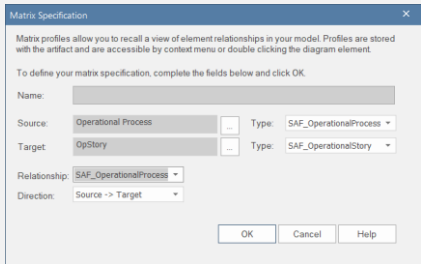 Matrix Specification
Matrix profiles allow you to recall a view of element relationships in your model. Profiles are stored
with the artifact and are accessible by context menu or double clicking the diagram element.
To define your matrix specification, complete the fields below and click OK.
Name:
Source: Operational Process ... Type: SAF_OperationalProcess
Target: OpStory ... Type: SAF_OperationalStory
Relationship: SAF_OperationalProcess
Direction: Source -> Target
OK Cancel Help